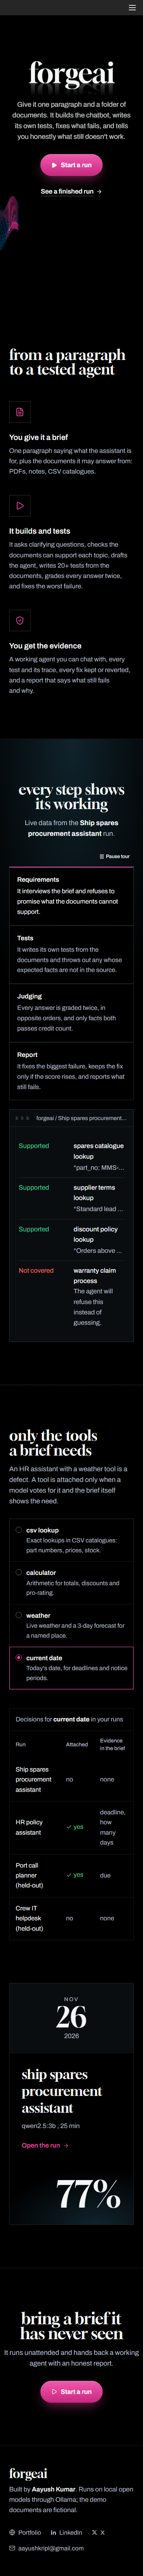 forgeai
Give it one paragraph and a folder of
documents. It builds the chatbot, writes
its own tests, fixes what fails, and tells
you honestly what still doesn't work.
Start a run
See a finished run →
from a paragraph
to a tested agent
You give it a brief
One paragraph saying what the assistant is
for, plus the documents it may answer from:
PDFs, notes, CSV catalogues.
It builds and tests
It asks clarifying questions, checks the
documents can support each topic, drafts
the agent, writes 20+ tests from the
documents, grades every answer twice,
and fixes the worst failure.
You get the evidence
A working agent you can chat with, every
test and its trace, every fix kept or reverted,
and a report that says what still fails
and why.
every step shows
its working
Live data from the Ship spares
procurement assistant run.
Pause tour
Requirements
It interviews the brief and refuses to
promise what the documents cannot
support.
Tests
It writes its own tests from the
documents and throws out any whose
expected facts are not in the source.
Judging
Every answer is graded twice, in
opposite orders, and only facts both
passes credit count.
Report
It fixes the biggest failure, keeps the fix
only if the score rises, and reports what
still fails.
forgeai / Ship spares procurement...
Supported
spares catalogue
lookup
"part_no: MMS-...
Supported
supplier terms
lookup
"Standard lead ...
Supported
discount policy
lookup
"Orders above ...
Not covered
warranty claim
process
The agent will
refuse this
instead of
guessing.
only the tools
a brief needs
An HR assistant with a weather tool is a
defect. A tool is attached only when a
model votes for it and the brief itself
shows the need.
csv lookup
Exact lookups in CSV catalogues:
part numbers, prices, stock.
calculator
Arithmetic for totals, discounts and
pro-rating.
weather
Live weather and a 3-day forecast for
a named place.
current date
Today's date, for deadlines and notice
periods.
Decisions for current date in your runs
Run Attached Evidence
in the brief
Ship spares
procurement
assistant
no none
HR policy
assistant
✓ yes
deadline,
how
many
days
Port call
planner
(held-out)
✓ yes due
Crew IT
helpdesk
(held-out)
no none
NOV
26
2026
ship spares
procurement
assistant
qwen2.5:3b , 25 min
Open the run →
77%
bring a brief it
has never seen
It runs unattended and hands back a working
agent with an honest report.
Start a run
forgeai
Built by Aayush Kumar. Runs on local open
models through Ollama; the demo
documents are fictional.
Portfolio LinkedIn X
aayushkripl@gmail.com